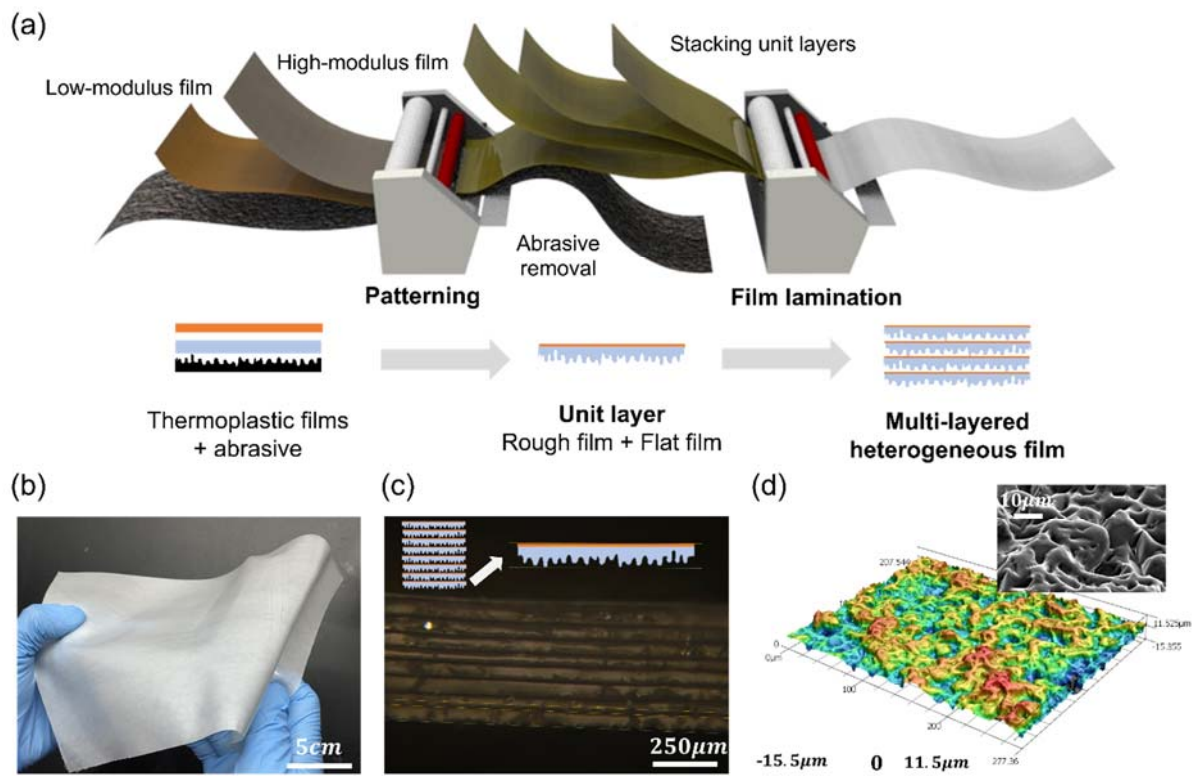 (a)
Low-modulus film
High-modulus film
Stacking unit layers
Abrasive
removal
Patterning
Film lamination
Thermoplastic films
+ abrasive
Unit layer
Rough film + Flat film
Multi-layered
heterogeneous film
(b)
5cm
(c)
250μm
(d)
10μm
207.546
11.525μm
0
0μm
100
200
277.36
-15.5μm
0
11.5μm